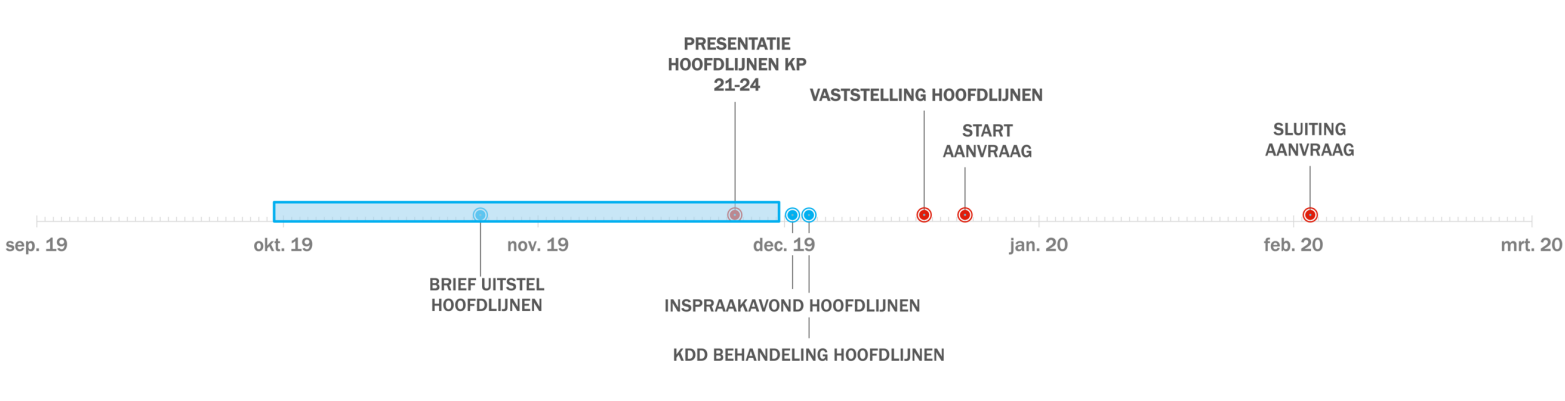 PRESENTATIE
HOOFDLIJNEN KP
21-24
VASTSTELLING HOOFDLIJNEN
START
AANVRAAG
SLUITING
AANVRAAG
sep. 19
okt. 19
nov. 19
dec. 19
jan. 20
feb. 20
mrt. 20
BRIEF UITSTEL
HOOFDLIJNEN
INSPRAAKAVOND HOOFDLIJNEN
KDD BEHANDELING HOOFDLIJNEN